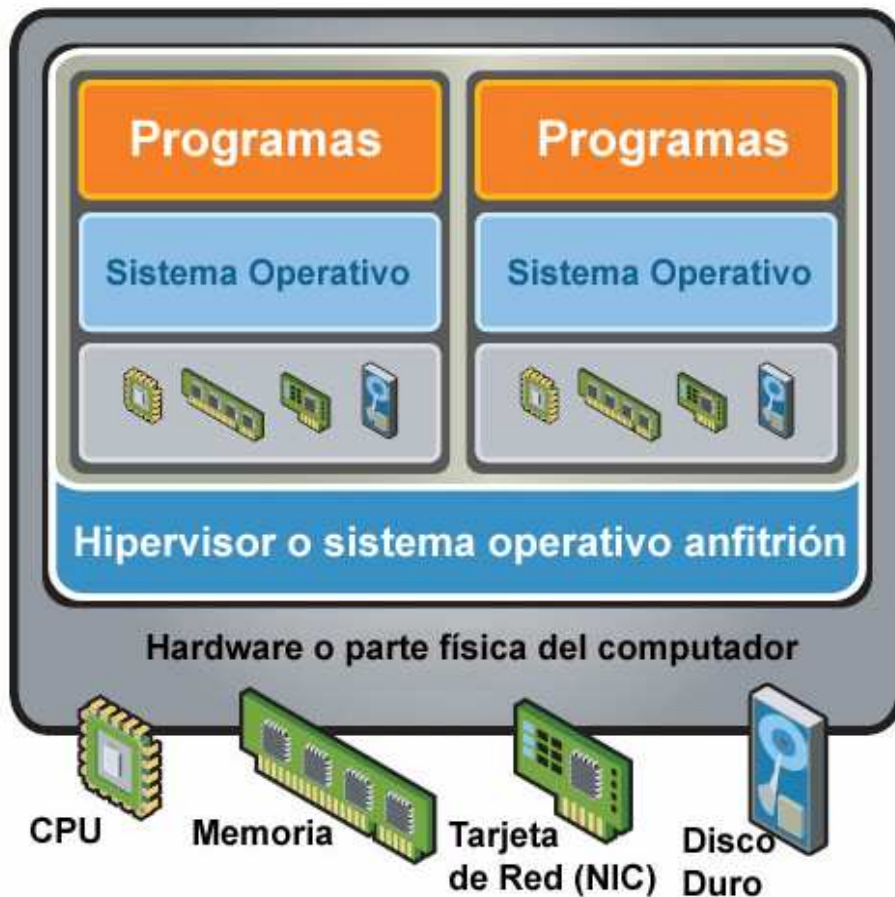 Programas
Programas
Sistema Operativo
Sistema Operativo
Hipervisor o sistema operativo anfitrión
Hardware o parte física del computador
CPU
Memoria
Tarjeta
de Red (NIC)
Disco
Duro